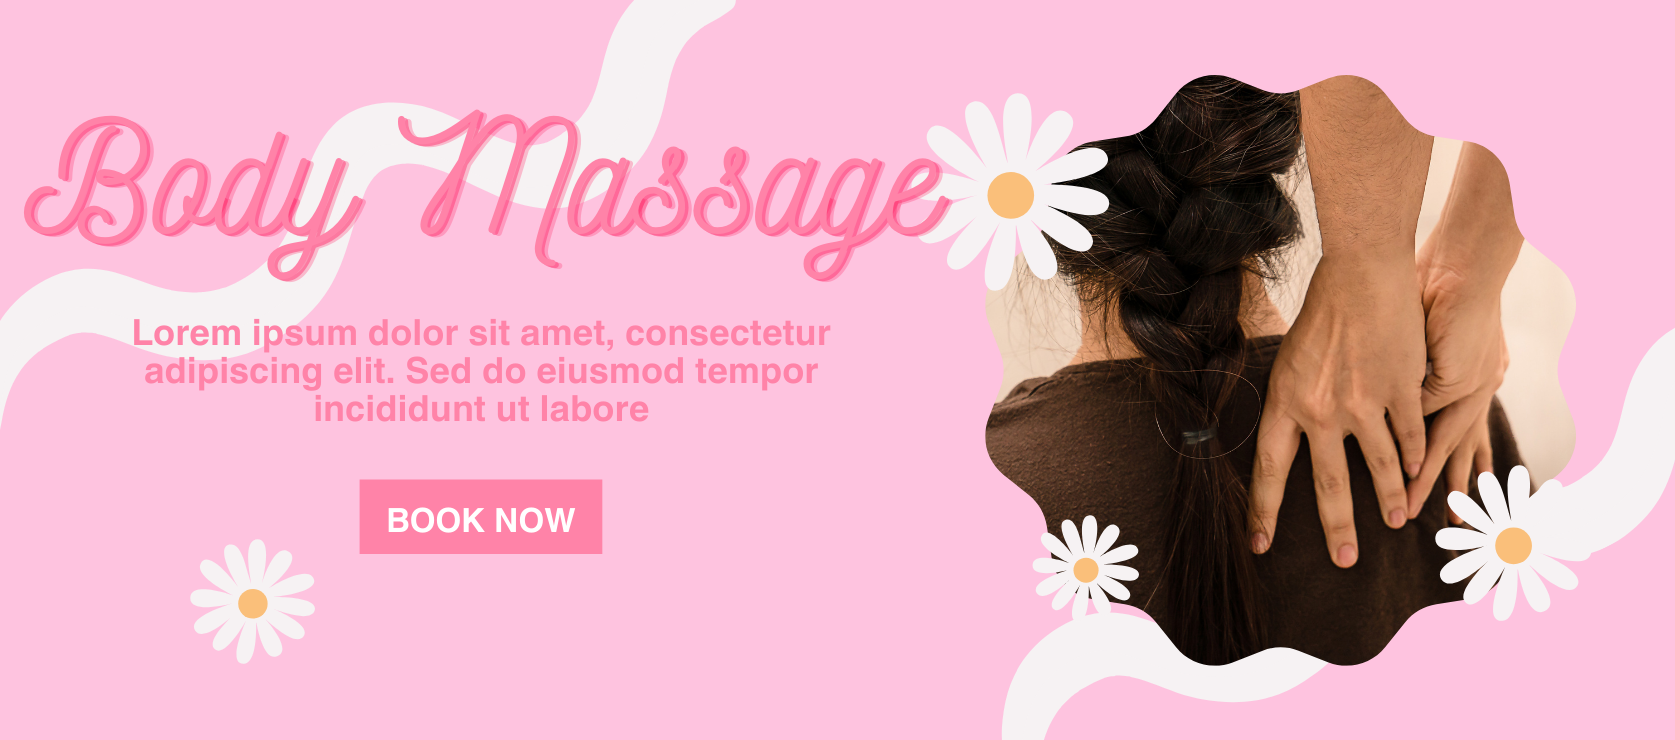 Body Massage
Lorem ipsum dolor sit amet, consectetur
adipiscing elit. Sed do eiusmod tempor
incididunt ut labore
BOOK NOW